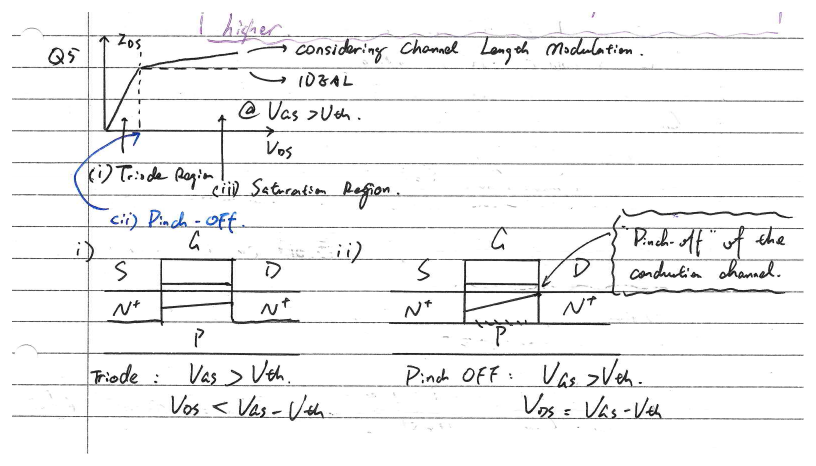 higher.
Q5
IDS
→ considering Channel Length Modulation.
→ IDEAL
@ VGS > Vth.
VDS
(i) Triode Region
(iii) Saturation Region.
(ii) Pinch-OFF.
i)
G
S
D
N+
N+
P
ii)
G
S
D
N+
N+
P
"Pinch-off" of the
conduction channel.
Triode : VGS > Vth.
VDS < VGS - Vth.
Pinch OFF : VGS > Vth.
VDS = VGS - Vth